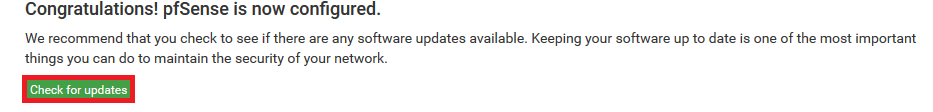 Congratulations! pfSense is now configured.
We recommend that you check to see if there are any software updates available. Keeping your software up to date is one of the most important
things you can do to maintain the security of your network.
Check for updates